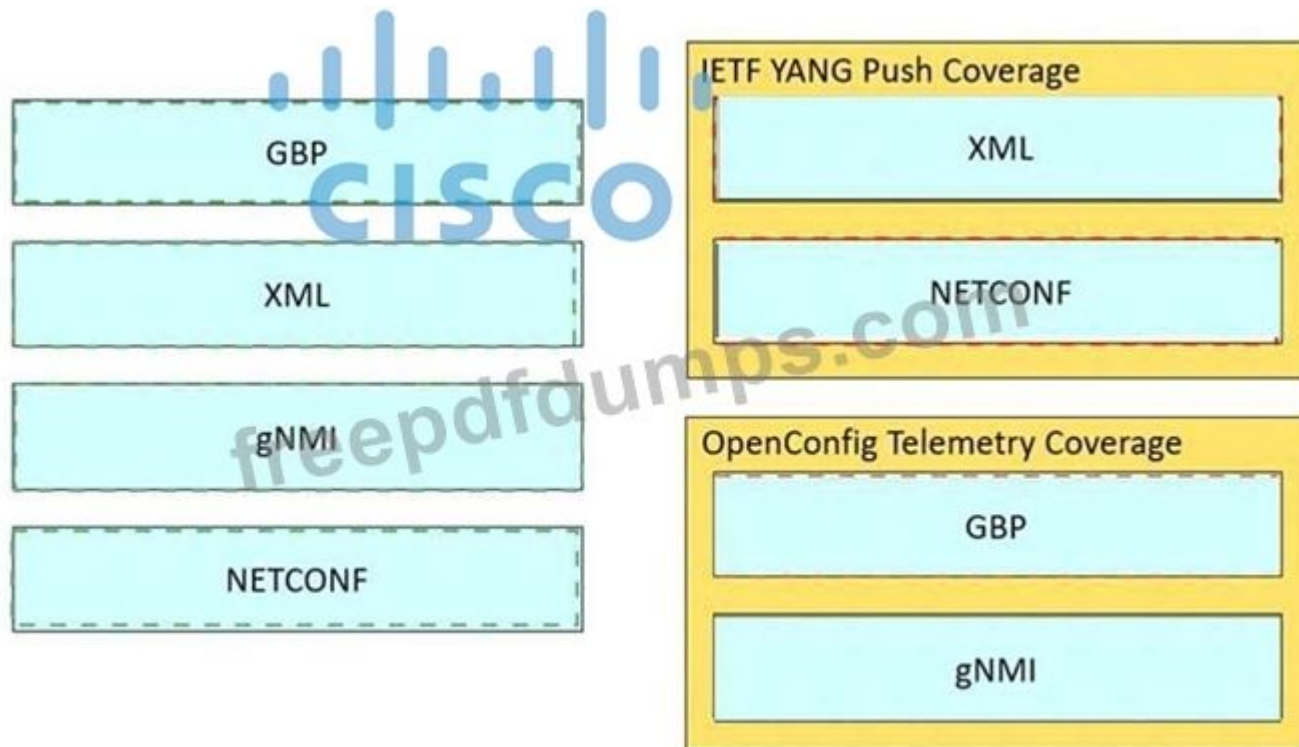 CISCO
GBP
XML
gNMI
NETCONF
IETF YANG Push Coverage
XML
NETCONF
OpenConfig Telemetry Coverage
GBP
gNMI
freepdfdumps.com